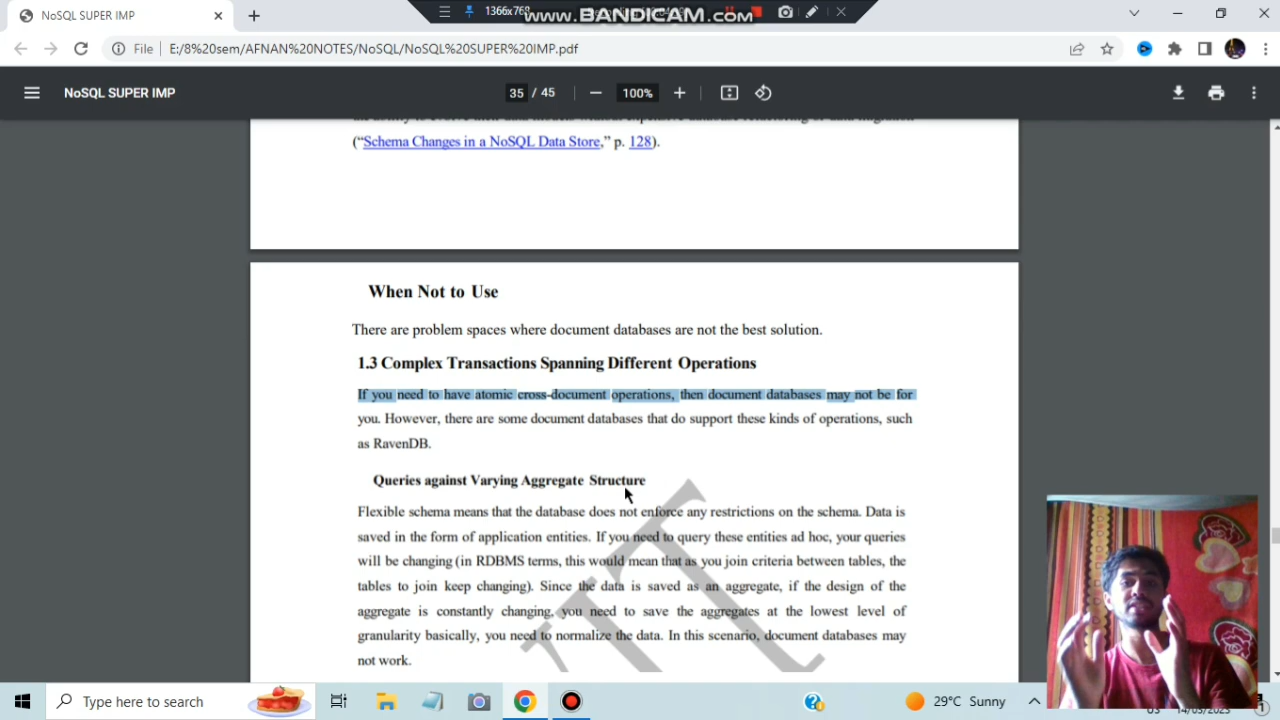 NoSQL SUPER IMP
1366x768
www.BANDICAM.com
File
E:/8%20sem/AFNAN%20NOTES/NoSQL/NoSQL%20SUPER%20IMP.pdf
NoSQL SUPER IMP
35 / 45
100%
("Schema Changes in a NoSQL Data Store," p. 128).
When Not to Use
There are problem spaces where document databases are not the best solution.
1.3 Complex Transactions Spanning Different Operations
If you need to have atomic cross-document operations, then document databases may not be for
you. However, there are some document databases that do support these kinds of operations, such
as RavenDB.
Queries against Varying Aggregate Structure
Flexible schema means that the database does not enforce any restrictions on the schema. Data is
saved in the form of application entities. If you need to query these entities ad hoc, your queries
will be changing (in RDBMS terms, this would mean that as you join criteria between tables, the
tables to join keep changing). Since the data is saved as an aggregate, if the design of the
aggregate is constantly changing, you need to save the aggregates at the lowest level of
granularity basically, you need to normalize the data. In this scenario, document databases may
not work.
Type here to search
29°C Sunny